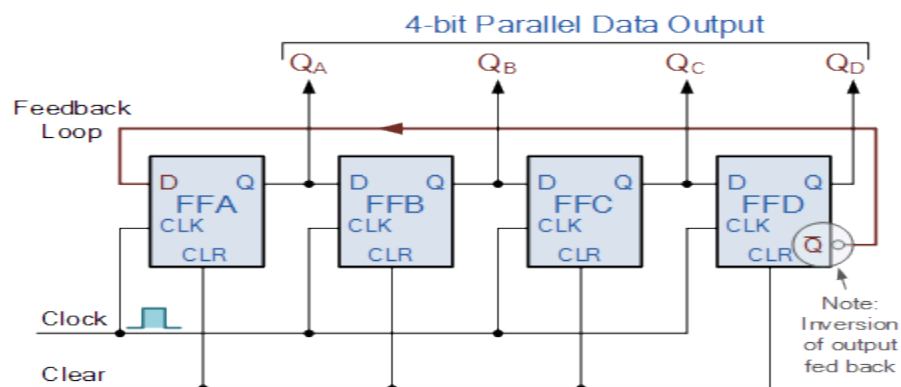 4-bit Parallel Data Output
QA QB QC QD
Feedback
Loop
D Q D Q D Q D Q
FFA FFB FFC FFD
CLK CLK CLK CLK
CLR CLR CLR CLR Q̅
Clock
Note:
Inversion
of output
fed back
Clear